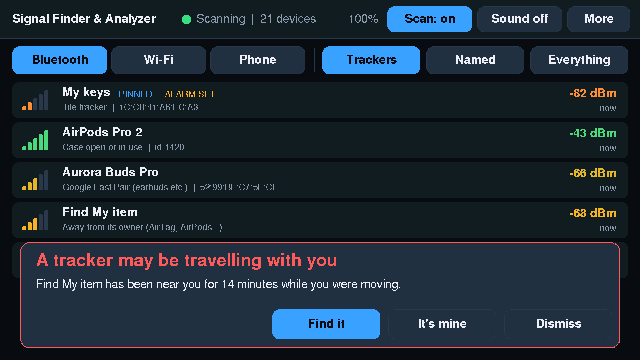 Signal Finder & Analyzer
Scanning | 21 devices
100%
Scan: on
Sound off
More
Bluetooth
Wi-Fi
Phone
Trackers
Named
Everything
My keys PINNED ALARM SET
-82 dBm
Tile tracker |
now
AirPods Pro 2
-43 dBm
Case open or in use | id 1420
now
Aurora Buds Pro
-66 dBm
Google Fast Pair (earbuds etc.) |
now
Find My item
-68 dBm
Away from its owner (AirTag, AirPods...)
now
A tracker may be travelling with you
Find My item has been near you for 14 minutes while you were moving.
Find it
It's mine
Dismiss